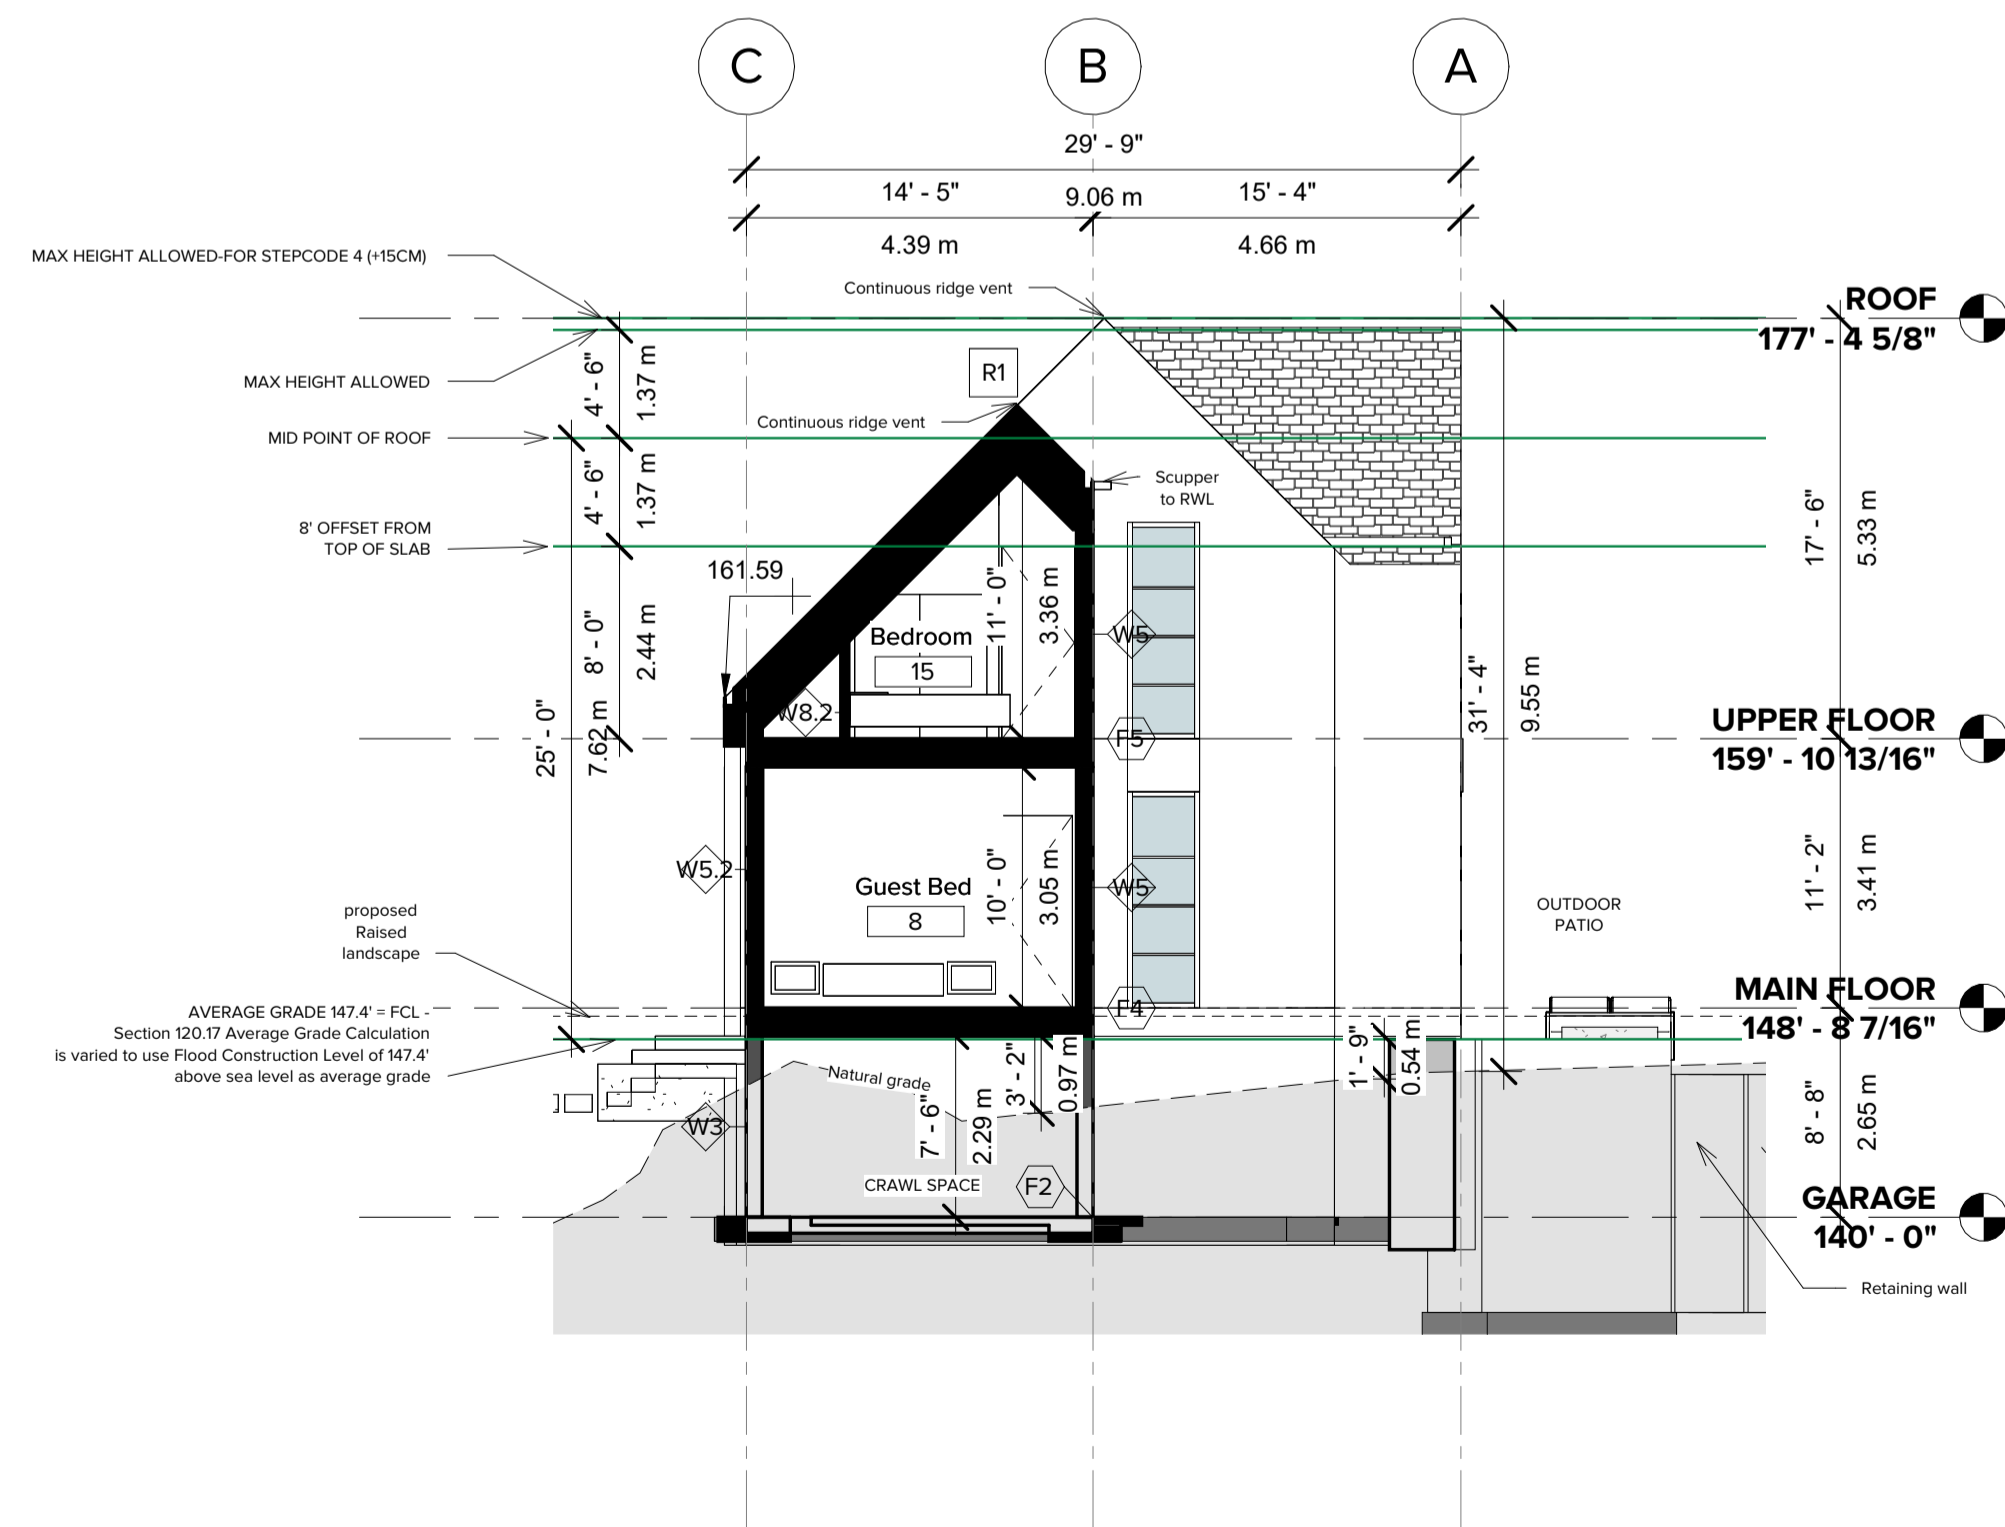 C
B
A
29' - 9"
14' - 5"
9.06 m
15' - 4"
4.39 m
4.66 m
MAX HEIGHT ALLOWED-FOR STEPCODE 4 (+15CM)
Continuous ridge vent
ROOF
177' - 4 5/8"
MAX HEIGHT ALLOWED
4' - 6"
1.37 m
R1
Continuous ridge vent
MID POINT OF ROOF
4' - 6"
1.37 m
Scupper
to RWL
17' - 6"
5.33 m
8' OFFSET FROM
TOP OF SLAB
161.59
8' - 0"
2.44 m
Bedroom
15
11' - 0"
3.36 m
W5
W8.2
F5
25' - 0"
7.62 m
31' - 4"
9.55 m
UPPER FLOOR
159' - 10 13/16"
W5.2
Guest Bed
8
10' - 0"
3.05 m
W5
11' - 2"
3.41 m
OUTDOOR
PATIO
proposed
Raised
landscape
F4
MAIN FLOOR
148' - 8 7/16"
AVERAGE GRADE 147.4' = FCL -
Section 120.17 Average Grade Calculation
is varied to use Flood Construction Level of 147.4'
above sea level as average grade
Natural grade
3' - 2"
0.97 m
1' - 9"
0.54 m
W3
7' - 6"
2.29 m
8' - 8"
2.65 m
CRAWL SPACE
F2
GARAGE
140' - 0"
Retaining wall